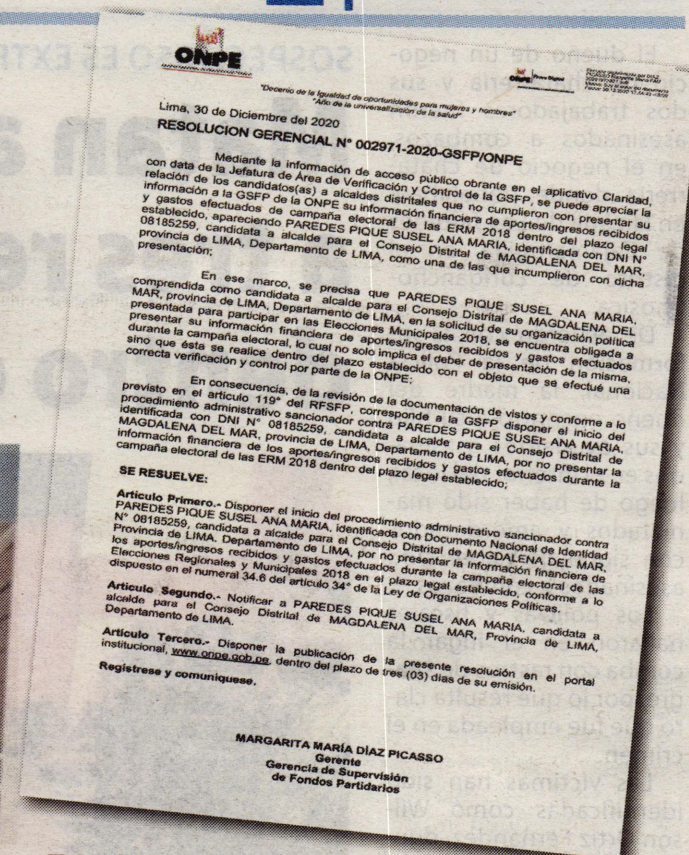 ONPE
"Decenio de la Igualdad de oportunidades para mujeres y hombres"
"Año de la universalización de la salud"
Lima, 30 de Diciembre del 2020
RESOLUCION GERENCIAL N° 002971-2020-GSFP/ONPE
Mediante la información de acceso público obrante en el aplicativo Claridad,
con data de la Jefatura de Área de Verificación y Control de la GSFP, se puede apreciar la
relación de los candidatos(as) a alcaldes distritales que no cumplieron con presentar su
información a la GSFP de la ONPE su información financiera de aportes/ingresos recibidos
y gastos efectuados de campaña electoral de las ERM 2018 dentro del plazo legal
establecido, apareciendo PAREDES PIQUE SUSEL ANA MARIA, identificada con DNI N°
08185259, candidata a alcalde para el Consejo Distrital de MAGDALENA DEL MAR,
provincia de LIMA, Departamento de LIMA, como una de las que incumplieron con dicha
presentación;
En ese marco, se precisa que PAREDES PIQUE SUSEL ANA MARIA,
comprendida como candidata a alcalde para el Consejo Distrital de MAGDALENA DEL
MAR, provincia de LIMA, Departamento de LIMA, en la solicitud de su organización política
presentada para participar en las Elecciones Municipales 2018, se encuentra obligada a
presentar su información financiera de aportes/ingresos recibidos y gastos efectuados
durante la campaña electoral, lo cual no solo implica el deber de presentación de la misma,
sino que ésta se realice dentro del plazo establecido con el objeto que se efectué una
correcta verificación y control por parte de la ONPE;
En consecuencia, de la revisión de la documentación de vistos y conforme a lo
previsto en el artículo 119° del RFSFP, corresponde a la GSFP disponer el inicio del
procedimiento administrativo sancionador contra PAREDES PIQUE SUSEL ANA MARIA,
identificada con DNI N° 08185259, candidata a alcalde para el Consejo Distrital de
MAGDALENA DEL MAR, provincia de LIMA, Departamento de LIMA, por no presentar la
información financiera de los aportes/ingresos recibidos y gastos efectuados durante la
campaña electoral de las ERM 2018 dentro del plazo legal establecido;
SE RESUELVE:
Artículo Primero.- Disponer el inicio del procedimiento administrativo sancionador contra
PAREDES PIQUE SUSEL ANA MARIA, identificada con Documento Nacional de Identidad
N° 08185259, candidata a alcalde para el Consejo Distrital de MAGDALENA DEL MAR,
Provincia de LIMA. Departamento de LIMA, por no presentar la información financiera de
los aportes/ingresos recibidos y gastos efectuados durante la campaña electoral de las
Elecciones Regionales y Municipales 2018 en el plazo legal establecido, conforme a lo
dispuesto en el numeral 34.6 del artículo 34° de la Ley de Organizaciones Políticas.
Artículo Segundo.- Notificar a PAREDES PIQUE SUSEL ANA MARIA, candidata a
alcalde para el Consejo Distrital de MAGDALENA DEL MAR, Provincia de LIMA,
Departamento de LIMA.
Artículo Tercero.- Disponer la publicación de la presente resolución en el portal
institucional, www.onpe.gob.pe, dentro del plazo de tres (03) días de su emisión.
Regístrese y comuníquese.
MARGARITA MARÍA DÍAZ PICASSO
Gerente
Gerencia de Supervisión
de Fondos Partidarios